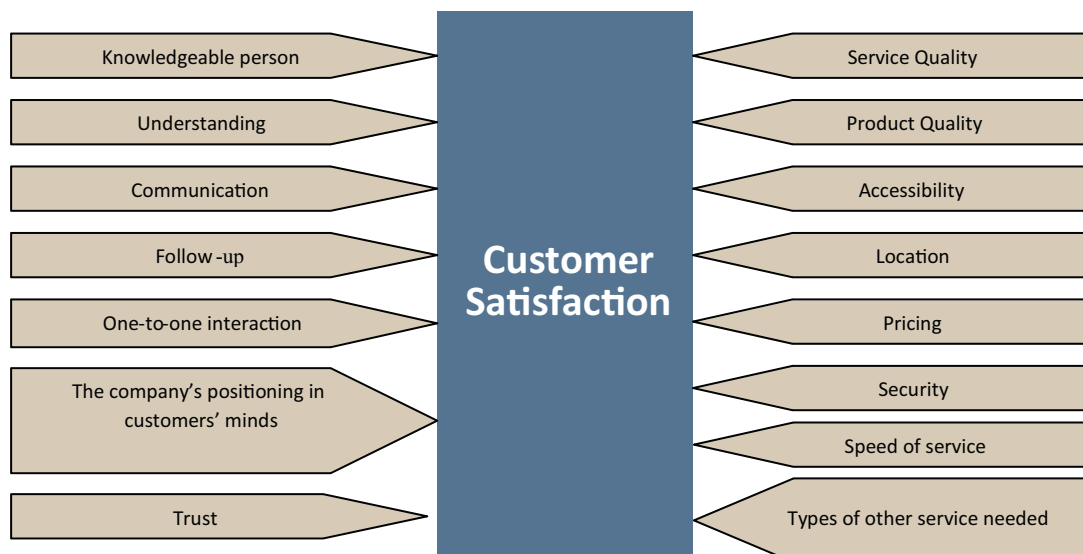 Knowledgeable person
Understanding
Communication
Follow-up
One-to-one interaction
The company’s positioning in
customers’ minds
Trust
Customer
Satisfaction
Service Quality
Product Quality
Accessibility
Location
Pricing
Security
Speed of service
Types of other service needed